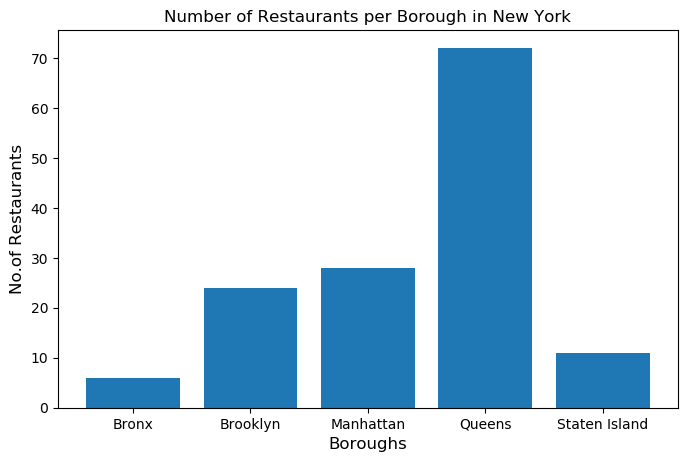 Number of Restaurants per Borough in New York
No.of Restaurants
70
60
50
40
30
20
10
0
Bronx Brooklyn Manhattan Queens Staten Island
Boroughs